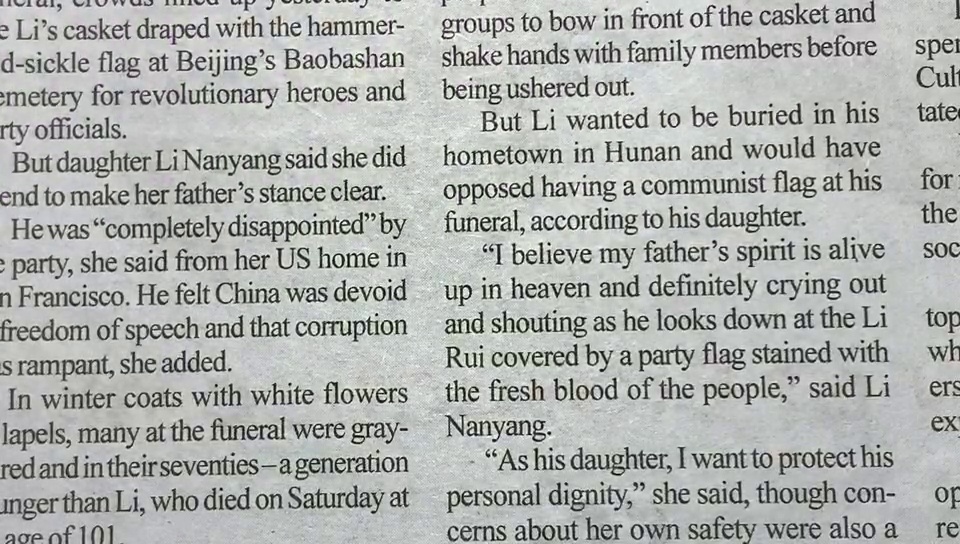 e Li's casket draped with the hammer-
d-sickle flag at Beijing's Baobashan
emetery for revolutionary heroes and
rty officials.
But daughter Li Nanyang said she did
end to make her father's stance clear.
He was "completely disappointed" by
e party, she said from her US home in
n Francisco. He felt China was devoid
freedom of speech and that corruption
s rampant, she added.
In winter coats with white flowers
lapels, many at the funeral were gray-
red and in their seventies – a generation
unger than Li, who died on Saturday at
age of 101.
groups to bow in front of the casket and
shake hands with family members before
being ushered out.
But Li wanted to be buried in his
hometown in Hunan and would have
opposed having a communist flag at his
funeral, according to his daughter.
"I believe my father's spirit is alive
up in heaven and definitely crying out
and shouting as he looks down at the Li
Rui covered by a party flag stained with
the fresh blood of the people," said Li
Nanyang.
"As his daughter, I want to protect his
personal dignity," she said, though con-
cerns about her own safety were also a
sper
Cult
tate
for
the
soc
top
wh
ers
ex
op
re